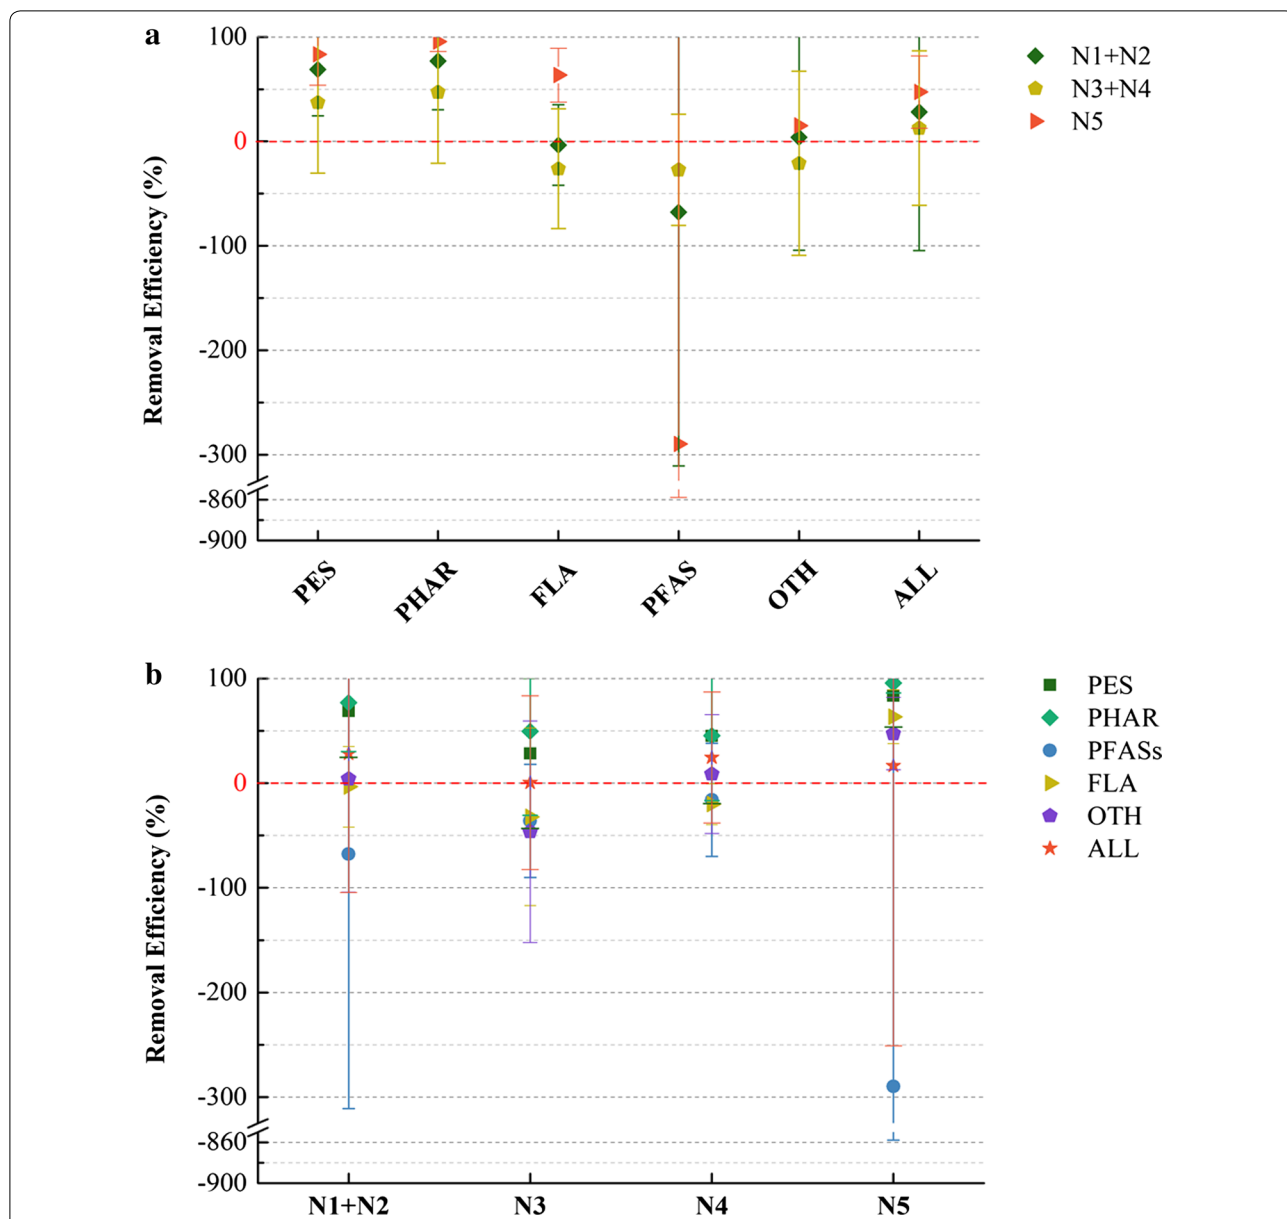 a
100
0
-100
-200
-300
-860
-900
Removal Efficiency (%)
PES
PHAR
FLA
PFAS
OTH
ALL
N1+N2
N3+N4
N5
b
100
0
-100
-200
-300
-860
-900
Removal Efficiency (%)
N1+N2
N3
N4
N5
PES
PHAR
PFASs
FLA
OTH
ALL